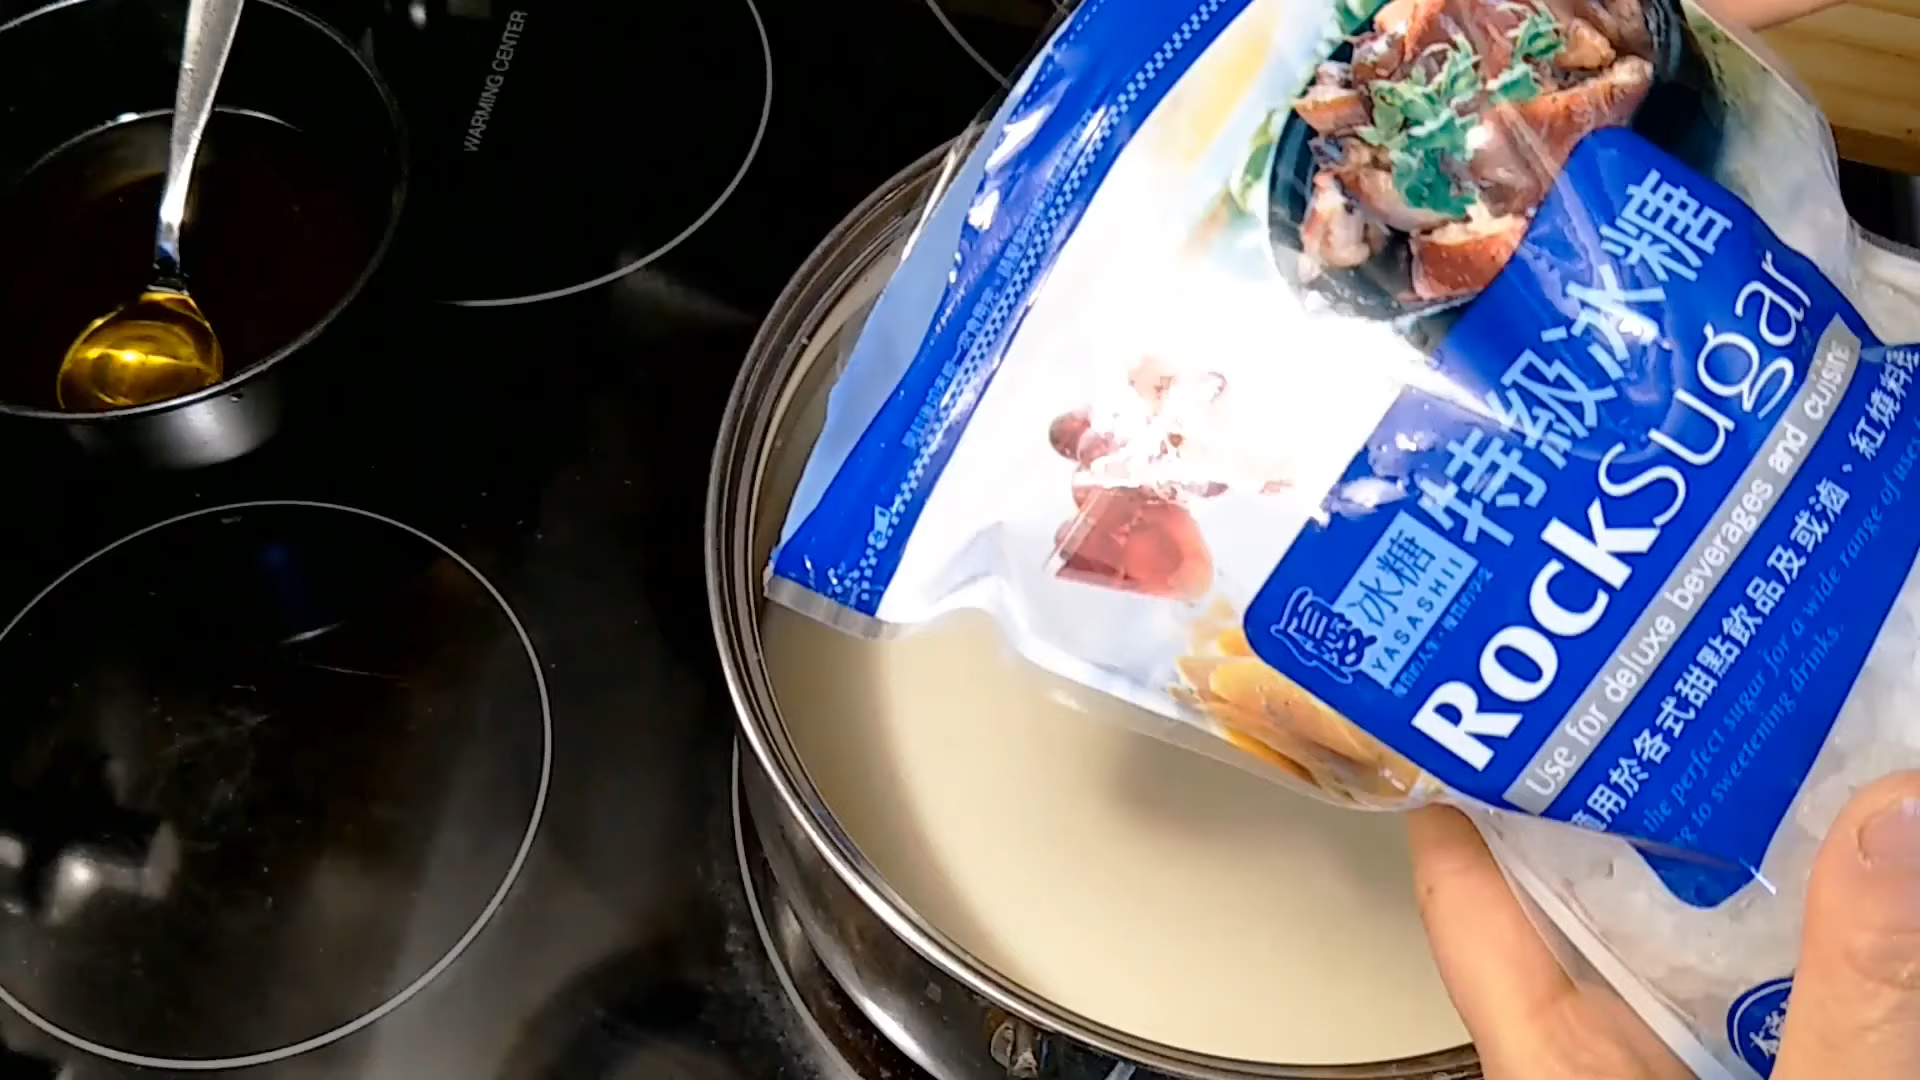 WARMING CENTER
特級冰糖
冰糖
YASASHII
RockSugar
Use for deluxe beverages and cuisine
適用於各式甜點飲品及或滷、紅燒料理
the perfect sugar for a wide range of uses
to sweetening drinks.